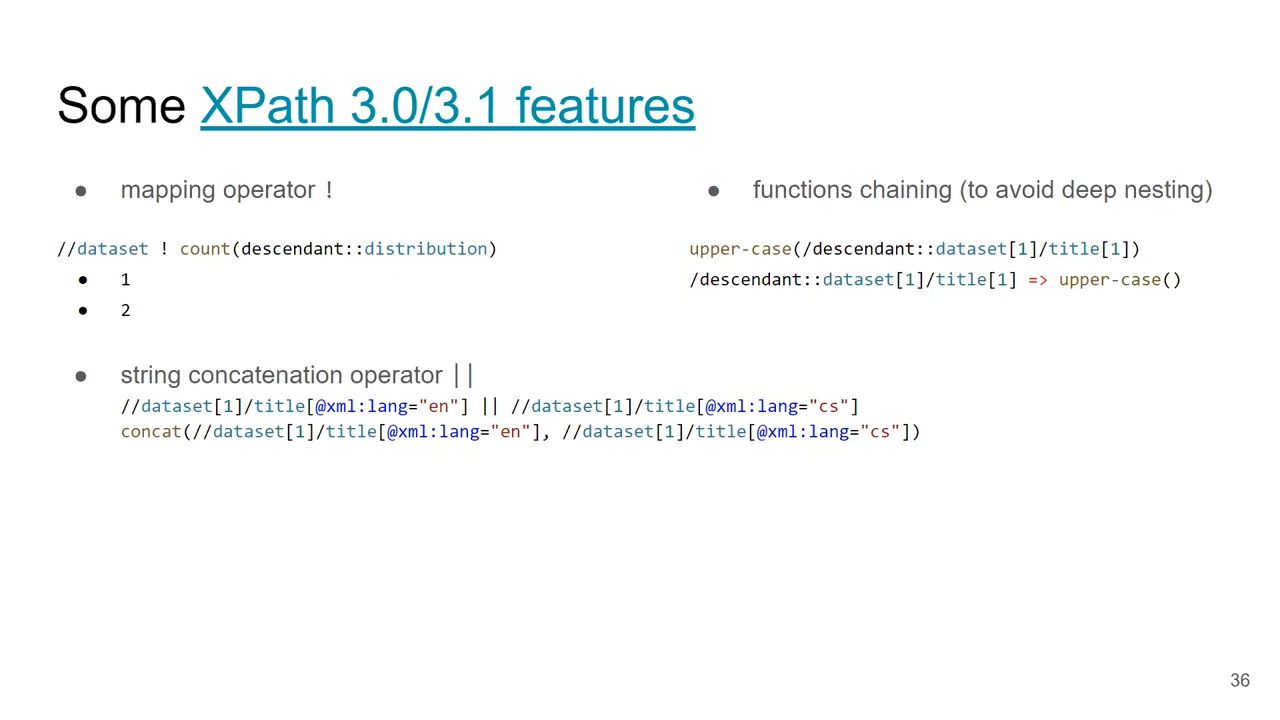 Some XPath 3.0/3.1 features
● mapping operator !
//dataset ! count(descendant::distribution)
● 1
● 2
● string concatenation operator ||
//dataset[1]/title[@xml:lang="en"] || //dataset[1]/title[@xml:lang="cs"]
concat(//dataset[1]/title[@xml:lang="en"], //dataset[1]/title[@xml:lang="cs"])
● functions chaining (to avoid deep nesting)
upper-case(/descendant::dataset[1]/title[1])
/descendant::dataset[1]/title[1] => upper-case()
36